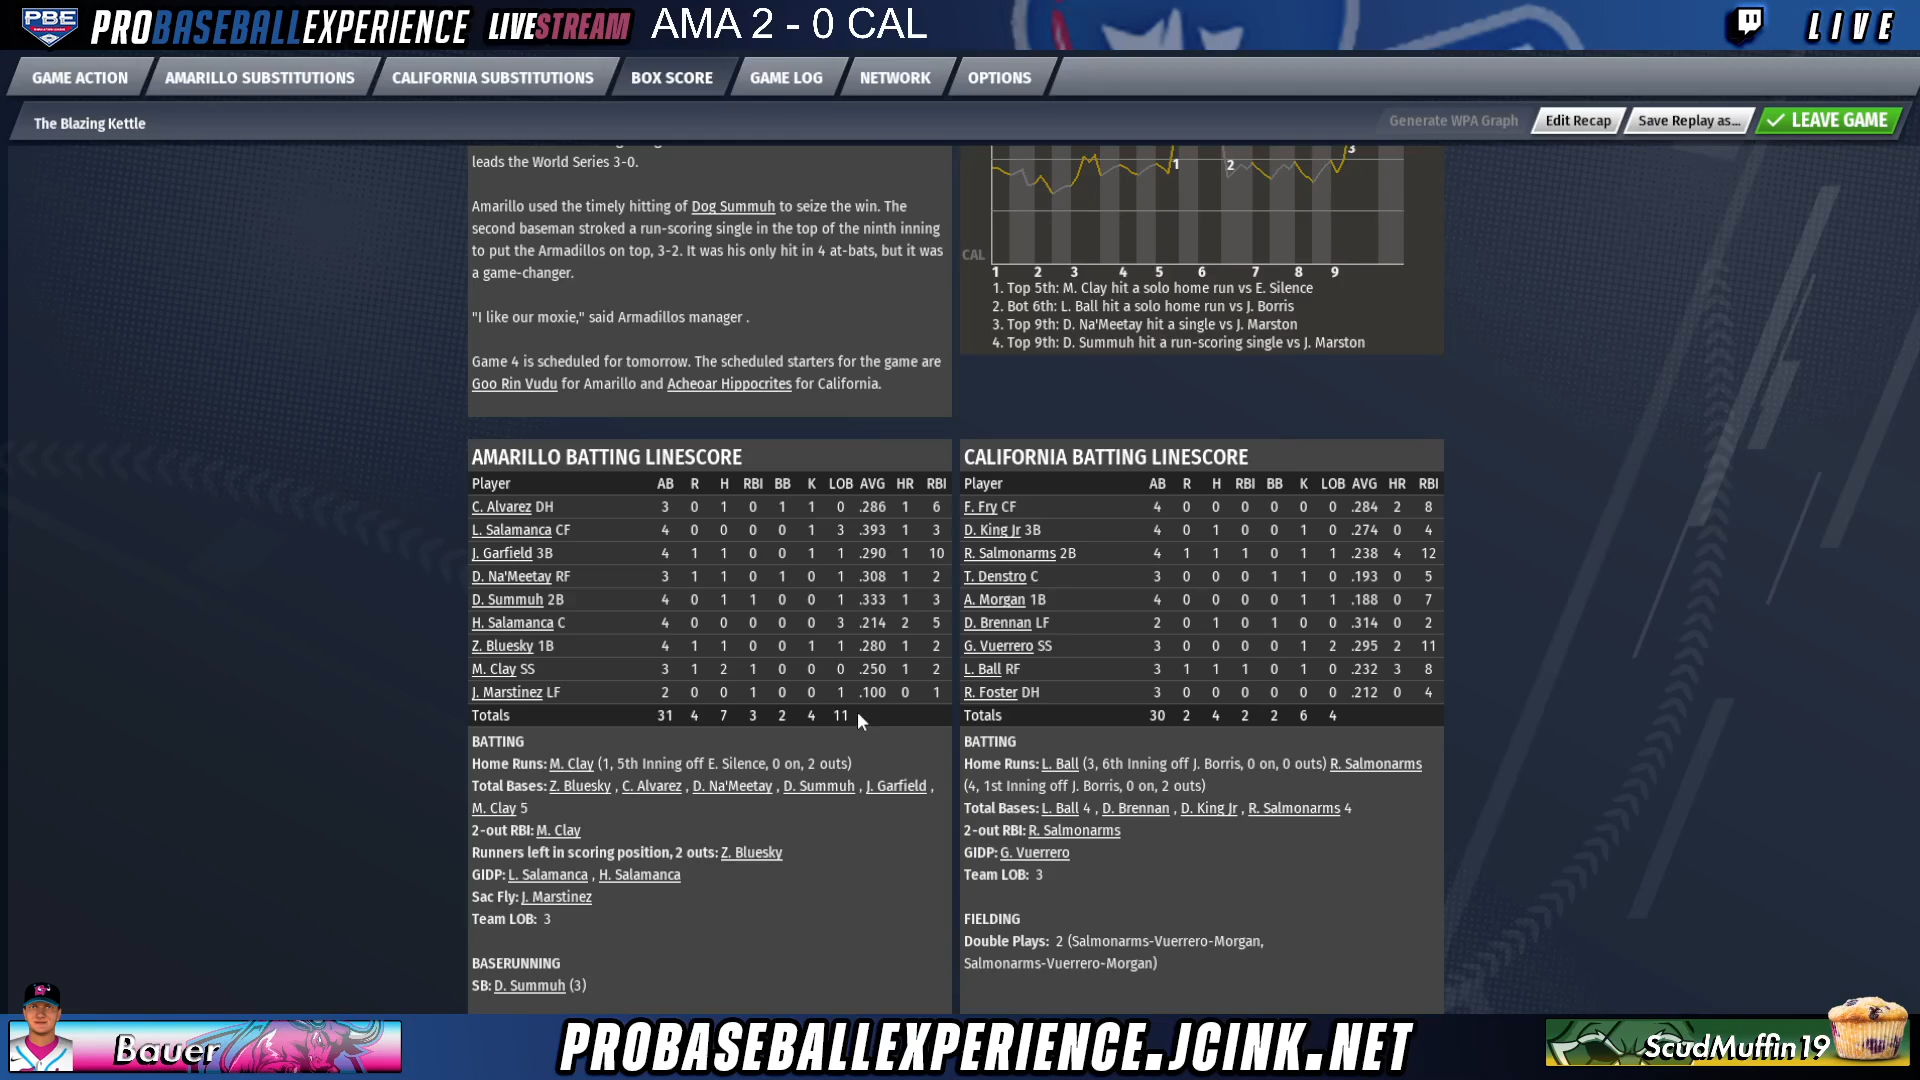 PBE PROBASEBALLEXPERIENCE LIVESTREAM AMA 2 - 0 CAL LIVE
GAME ACTION AMARILLO SUBSTITUTIONS CALIFORNIA SUBSTITUTIONS BOX SCORE GAME LOG NETWORK OPTIONS
The Blazing Kettle Generate WPA Graph Edit Recap Save Replay as... LEAVE GAME
leads the World Series 3-0.
Amarillo used the timely hitting of Dog Summuh to seize the win. The
second baseman stroked a run-scoring single in the top of the ninth inning
to put the Armadillos on top, 3-2. It was his only hit in 4 at-bats, but it was
a game-changer.
"I like our moxie," said Armadillos manager .
Game 4 is scheduled for tomorrow. The scheduled starters for the game are
Goo Rin Vudu for Amarillo and Acheoar Hippocrites for California.
1 2 3
CAL
1 2 3 4 5 6 7 8 9
1. Top 5th: M. Clay hit a solo home run vs E. Silence
2. Bot 6th: L. Ball hit a solo home run vs J. Borris
3. Top 9th: D. Na'Meetay hit a single vs J. Marston
4. Top 9th: D. Summuh hit a run-scoring single vs J. Marston
AMARILLO BATTING LINESCORE
Player AB R H RBI BB K LOB AVG HR RBI
C. Alvarez DH 3 0 1 0 1 1 0 .286 1 6
L. Salamanca CF 4 0 0 0 0 1 3 .393 1 3
J. Garfield 3B 4 1 1 0 0 1 1 .290 1 10
D. Na'Meetay RF 3 1 1 0 1 0 1 .308 1 2
D. Summuh 2B 4 0 1 1 0 0 1 .333 1 3
H. Salamanca C 4 0 0 0 0 0 3 .214 2 5
Z. Bluesky 1B 4 1 1 0 0 1 1 .280 1 2
M. Clay SS 3 1 2 1 0 0 0 .250 1 2
J. Marstinez LF 2 0 0 1 0 0 1 .100 0 1
Totals 31 4 7 3 2 4 11
BATTING
Home Runs: M. Clay (1, 5th Inning off E. Silence, 0 on, 2 outs)
Total Bases: Z. Bluesky , C. Alvarez , D. Na'Meetay , D. Summuh , J. Garfield ,
M. Clay 5
2-out RBI: M. Clay
Runners left in scoring position, 2 outs: Z. Bluesky
GIDP: L. Salamanca , H. Salamanca
Sac Fly: J. Marstinez
Team LOB: 3
BASERUNNING
SB: D. Summuh (3)
CALIFORNIA BATTING LINESCORE
Player AB R H RBI BB K LOB AVG HR RBI
F. Fry CF 4 0 0 0 0 0 0 .284 2 8
D. King Jr 3B 4 0 1 0 0 1 0 .274 0 4
R. Salmonarms 2B 4 1 1 1 0 1 1 .238 4 12
T. Denstro C 3 0 0 0 1 1 0 .193 0 5
A. Morgan 1B 4 0 0 0 0 1 1 .188 0 7
D. Brennan LF 2 0 1 0 1 0 0 .314 0 2
G. Vuerrero SS 3 0 0 0 0 1 2 .295 2 11
L. Ball RF 3 1 1 1 0 1 0 .232 3 8
R. Foster DH 3 0 0 0 0 0 0 .212 0 4
Totals 30 2 4 2 2 6 4
BATTING
Home Runs: L. Ball (3, 6th Inning off J. Borris, 0 on, 0 outs) R. Salmonarms
(4, 1st Inning off J. Borris, 0 on, 2 outs)
Total Bases: L. Ball 4 , D. Brennan , D. King Jr , R. Salmonarms 4
2-out RBI: R. Salmonarms
GIDP: G. Vuerrero
Team LOB: 3
FIELDING
Double Plays: 2 (Salmonarms-Vuerrero-Morgan,
Salmonarms-Vuerrero-Morgan)
Bauer PROBASEBALLEXPERIENCE.JCINK.NET ScudMuffin19